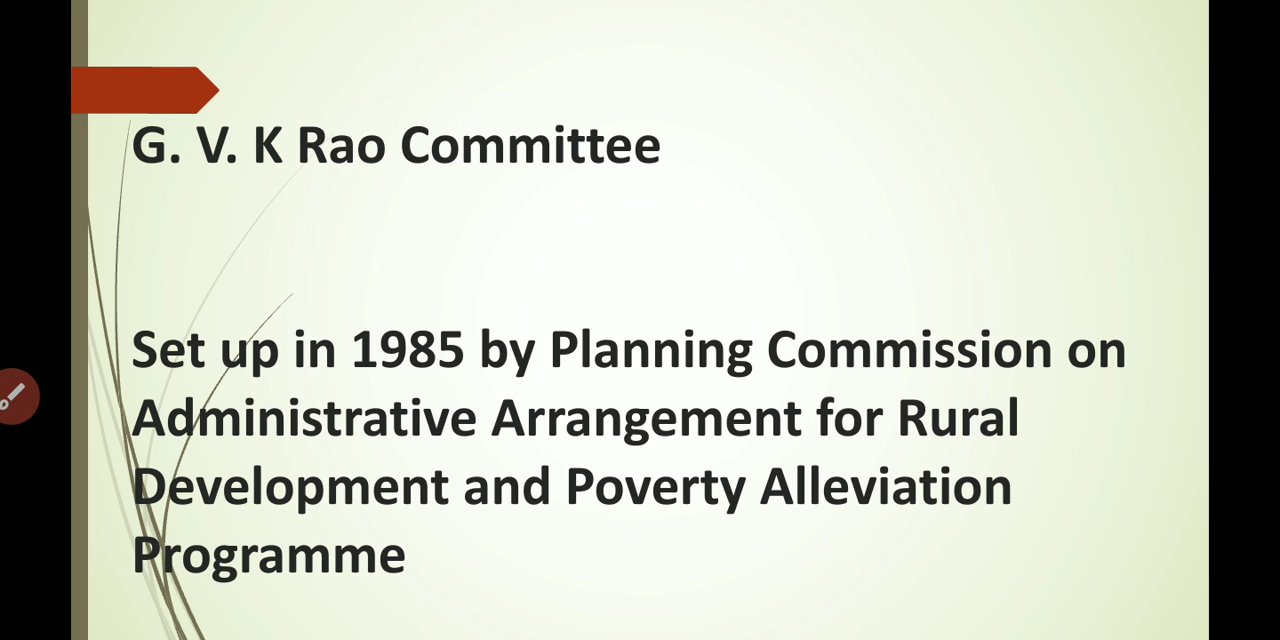 G. V. K Rao Committee
Set up in 1985 by Planning Commission on
Administrative Arrangement for Rural
Development and Poverty Alleviation
Programme